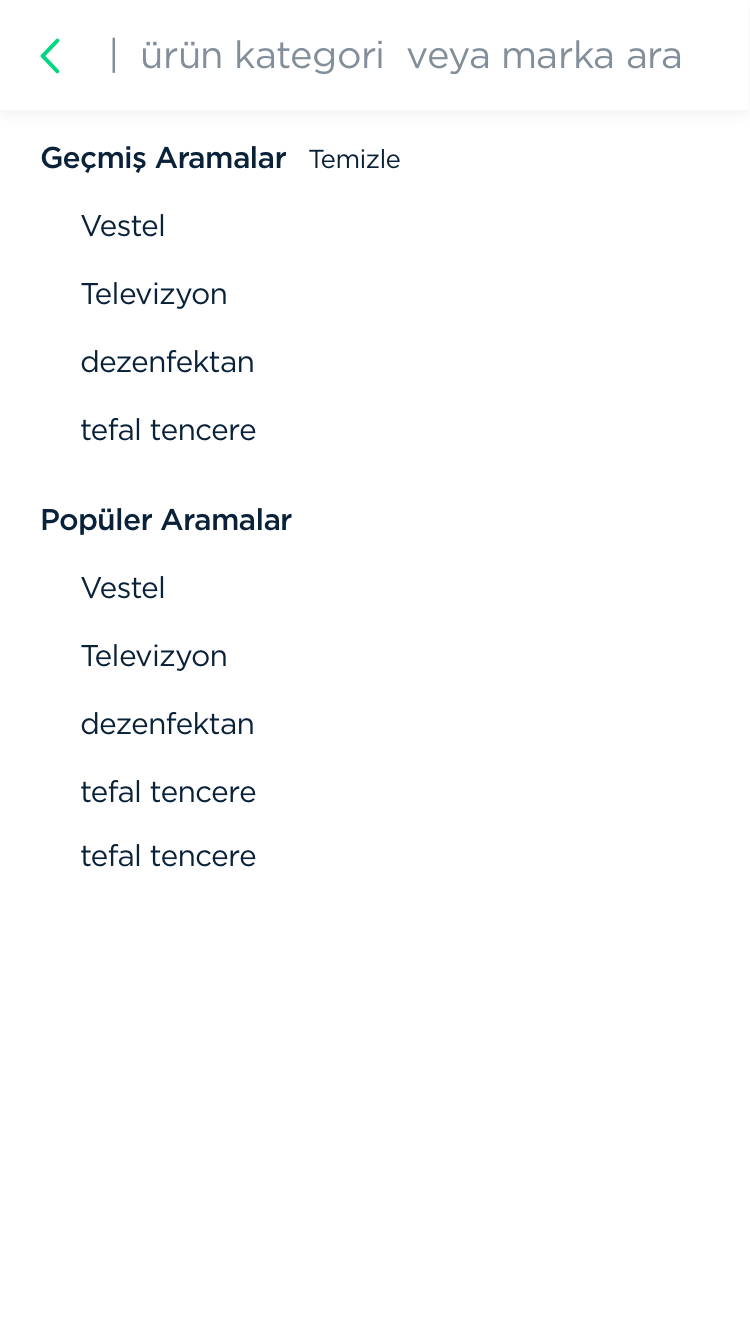 | ürün kategori  veya marka ara
Geçmiş Aramalar Temizle
Vestel
Televizyon
dezenfektan
tefal tencere
Popüler Aramalar
Vestel
Televizyon
dezenfektan
tefal tencere
tefal tencere